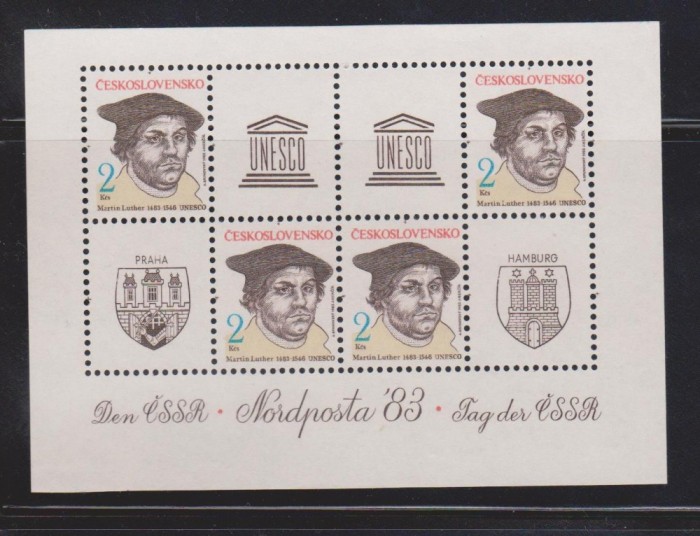 ČESKOSLOVENSKO
2
Kčs
Martin Luther 1483-1546 UNESCO
UNESCO
UNESCO
ČESKOSLOVENSKO
2
Kčs
Martin Luther 1483-1546 UNESCO
PRAHA
ČESKOSLOVENSKO
2
Kčs
Martin Luther 1483-1546 UNESCO
ČESKOSLOVENSKO
2
Kčs
Martin Luther 1483-1546 UNESCO
HAMBURG
Den ČSSR • Nordposta '83 • Tag der ČSSR